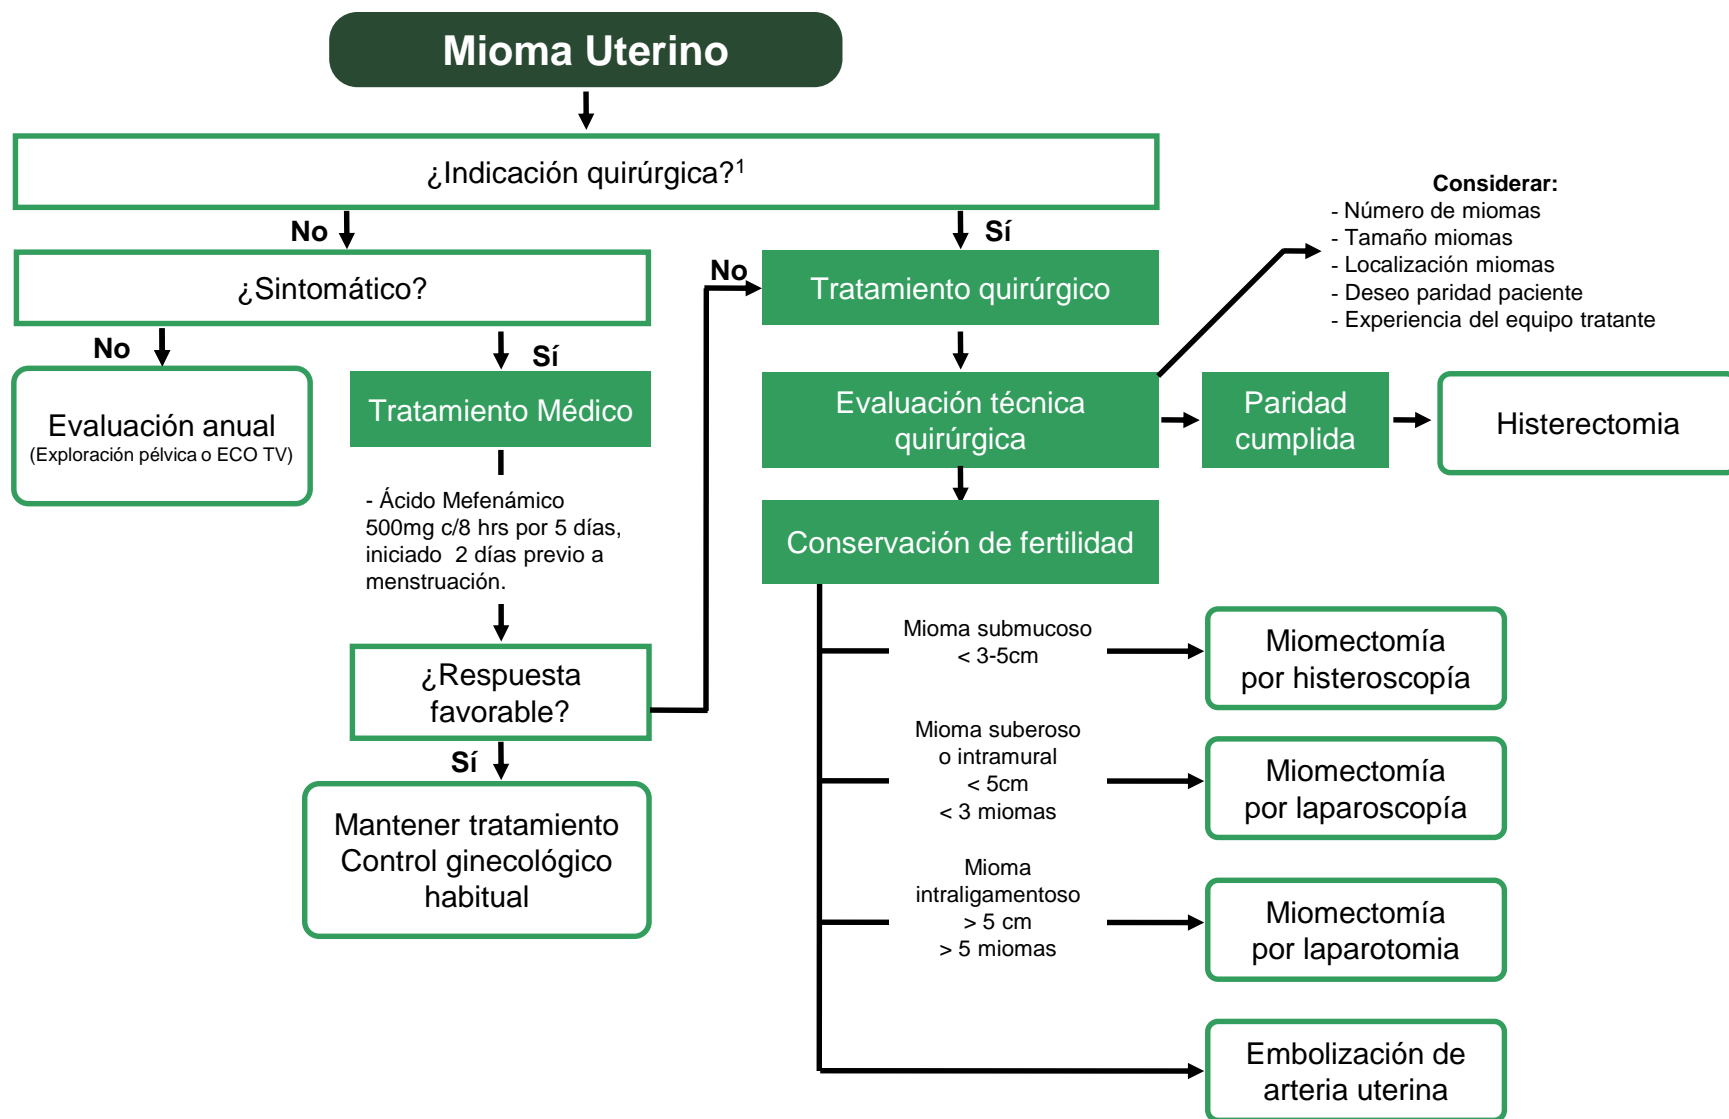 Mioma Uterino
¿Indicación quirúrgica?¹
No
Sí
Considerar:
- Número de miomas
- Tamaño miomas
- Localización miomas
- Deseo paridad paciente
- Experiencia del equipo tratante
¿Sintomático?
No
Tratamiento quirúrgico
No
Sí
Evaluación anual
(Exploración pélvica o ECO TV)
Tratamiento Médico
Evaluación técnica
quirúrgica
Paridad
cumplida
Histerectomia
- Ácido Mefenámico
500mg c/8 hrs por 5 días,
iniciado  2 días previo a
menstruación.
Conservación de fertilidad
¿Respuesta
favorable?
Sí
Mantener tratamiento
Control ginecológico
habitual
Mioma submucoso
< 3-5cm
Miomectomía
por histeroscopía
Mioma suberoso
o intramural
< 5cm
< 3 miomas
Miomectomía
por laparoscopía
Mioma
intraligamentoso
> 5 cm
> 5 miomas
Miomectomía
por laparotomia
Embolización de
arteria uterina